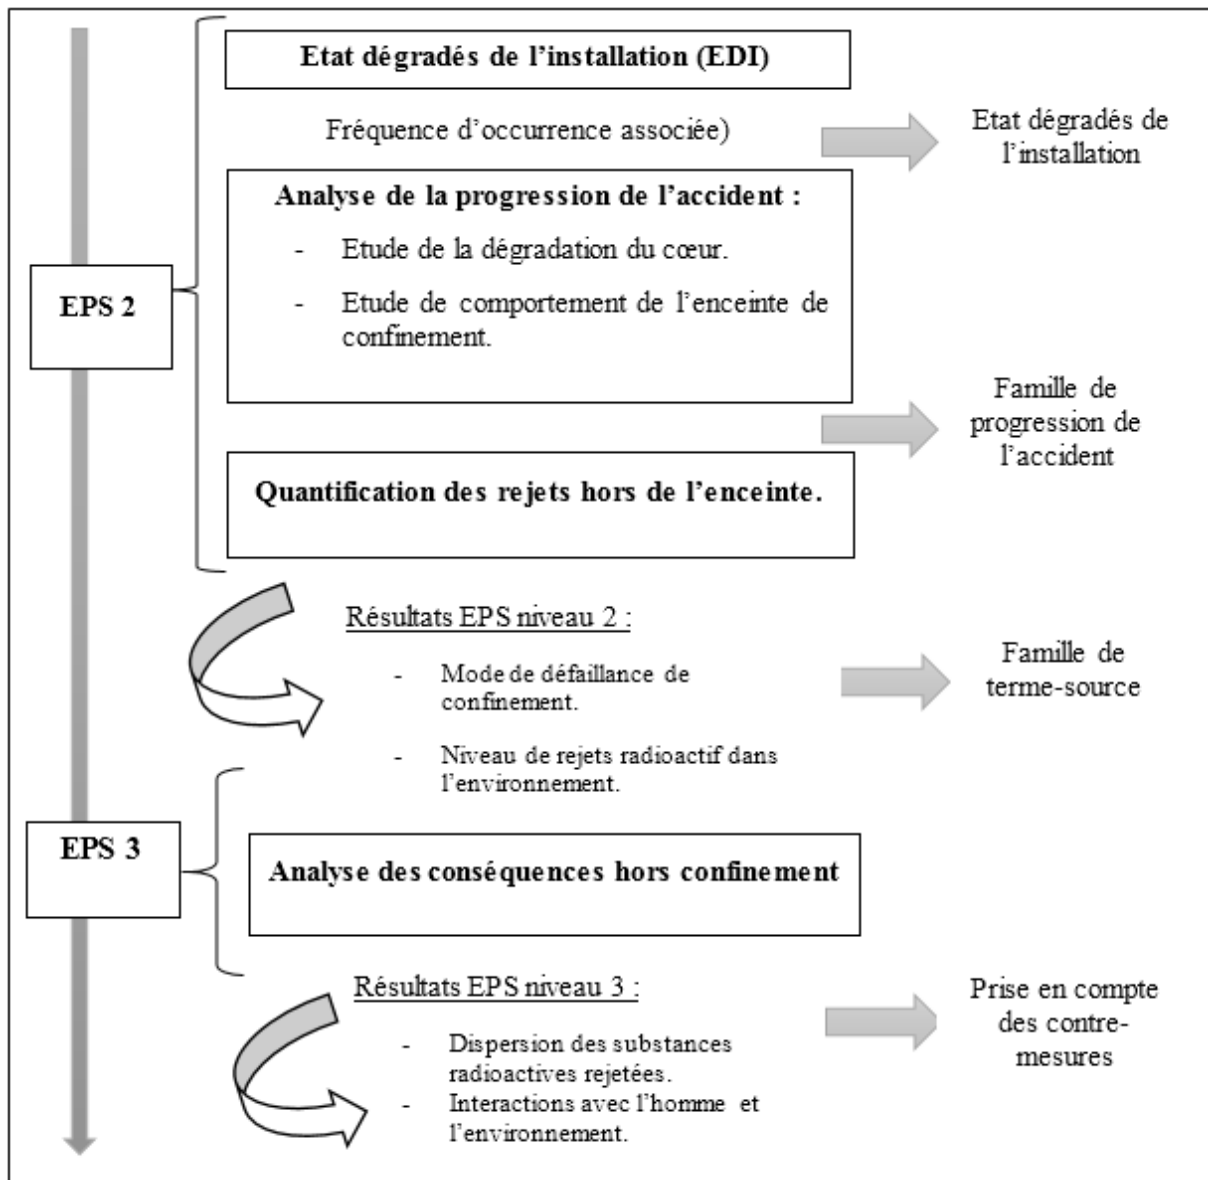 Etat dégradés de l'installation (EDI)
Fréquence d'occurrence associée)
Etat dégradés de
l'installation
Analyse de la progression de l'accident :
- Etude de la dégradation du cœur.
- Etude de comportement de l'enceinte de
confinement.
EPS 2
Famille de
progression de
l'accident
Quantification des rejets hors de l'enceinte.
Résultats EPS niveau 2 :
- Mode de défaillance de
confinement.
- Niveau de rejets radioactif dans
l'environnement.
Famille de
terme-source
EPS 3
Analyse des conséquences hors confinement
Résultats EPS niveau 3 :
- Dispersion des substances
radioactives rejetées.
- Interactions avec l'homme et
l'environnement.
Prise en compte
des contre-
mesures